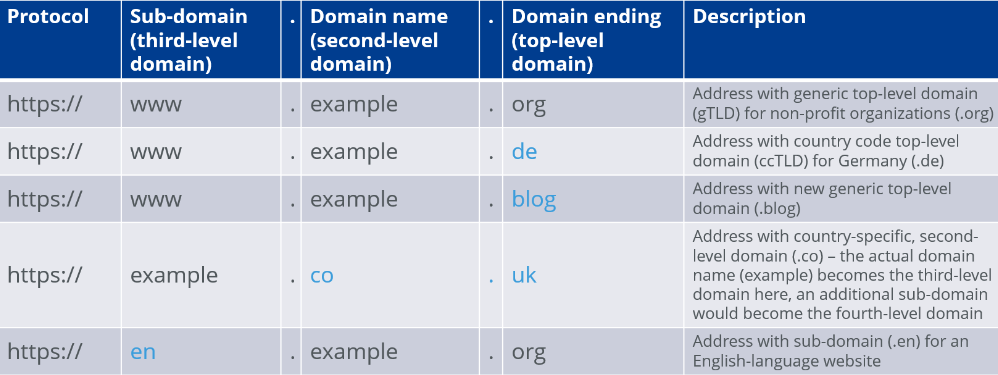 Protocol Sub-domain (third-level domain) . Domain name (second-level domain) . Domain ending (top-level domain) Description
https:// www . example . org Address with generic top-level domain (gTLD) for non-profit organizations (.org)
https:// www . example . de Address with country code top-level domain (ccTLD) for Germany (.de)
https:// www . example . blog Address with new generic top-level domain (.blog)
https:// example . co . uk Address with country-specific, second-level domain (.co) – the actual domain name (example) becomes the third-level domain here, an additional sub-domain would become the fourth-level domain
https:// en . example . org Address with sub-domain (.en) for an English-language website